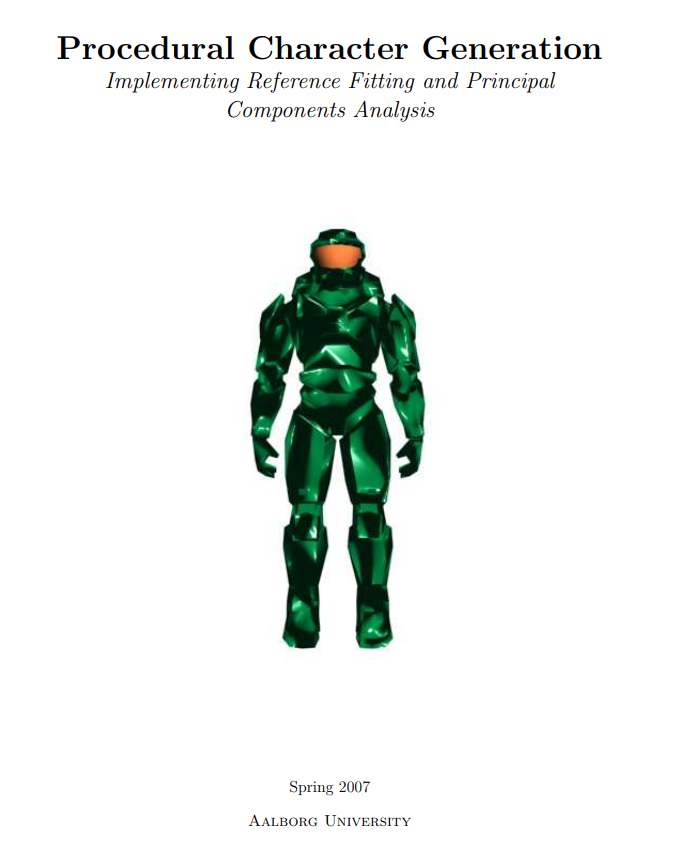 Procedural Character Generation
Implementing Reference Fitting and Principal
Components Analysis
Spring 2007
Aalborg University